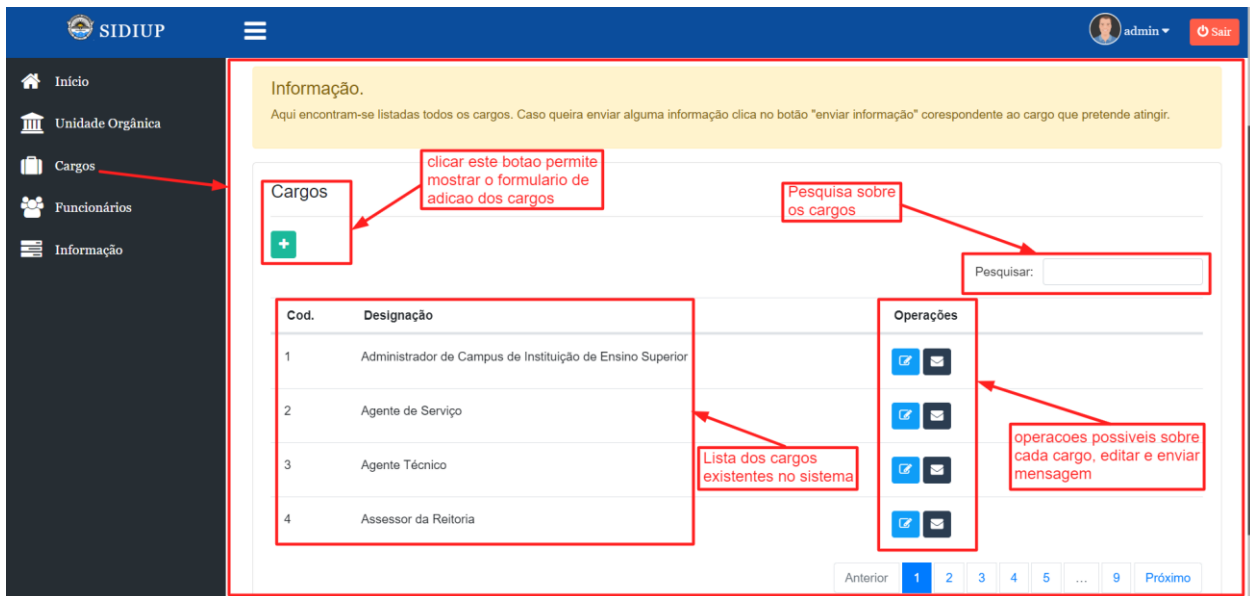 SIDIUP
admin
Sair
Início
Unidade Orgânica
Cargos
Funcionários
Informação
Informação.
Aqui encontram-se listadas todos os cargos. Caso queira enviar alguma informação clica no botão "enviar informação" corespondente ao cargo que pretende atingir.
clicar este botao permite
mostrar o formulario de
adicao dos cargos
Cargos
Pesquisa sobre
os cargos
Pesquisar:
Cod. Designação Operações
1 Administrador de Campus de Instituição de Ensino Superior
2 Agente de Serviço
3 Agente Técnico
4 Assessor da Reitoria
Lista dos cargos
existentes no sistema
operacoes possiveis sobre
cada cargo, editar e enviar
mensagem
Anterior 1 2 3 4 5 ... 9 Próximo